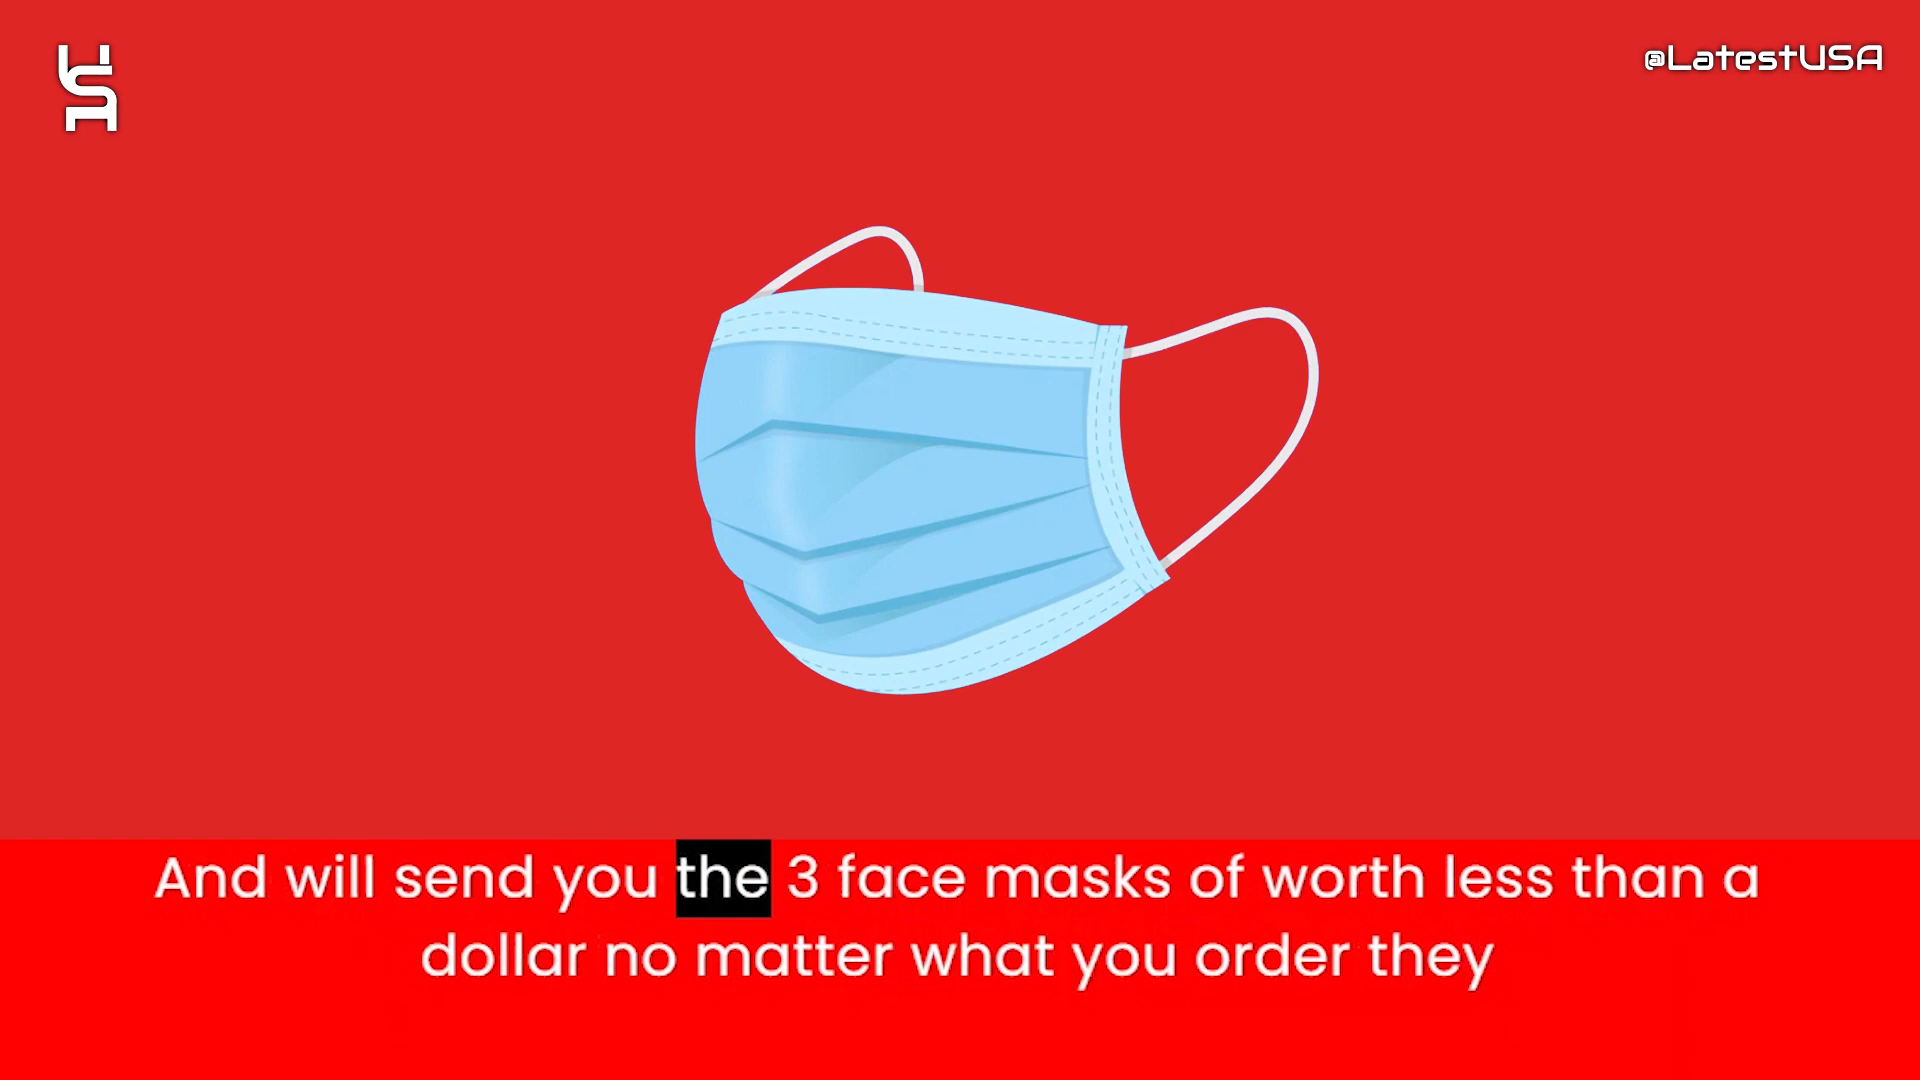 USA
@LatestUSA
And will send you the 3 face masks of worth less than a
dollar no matter what you order they